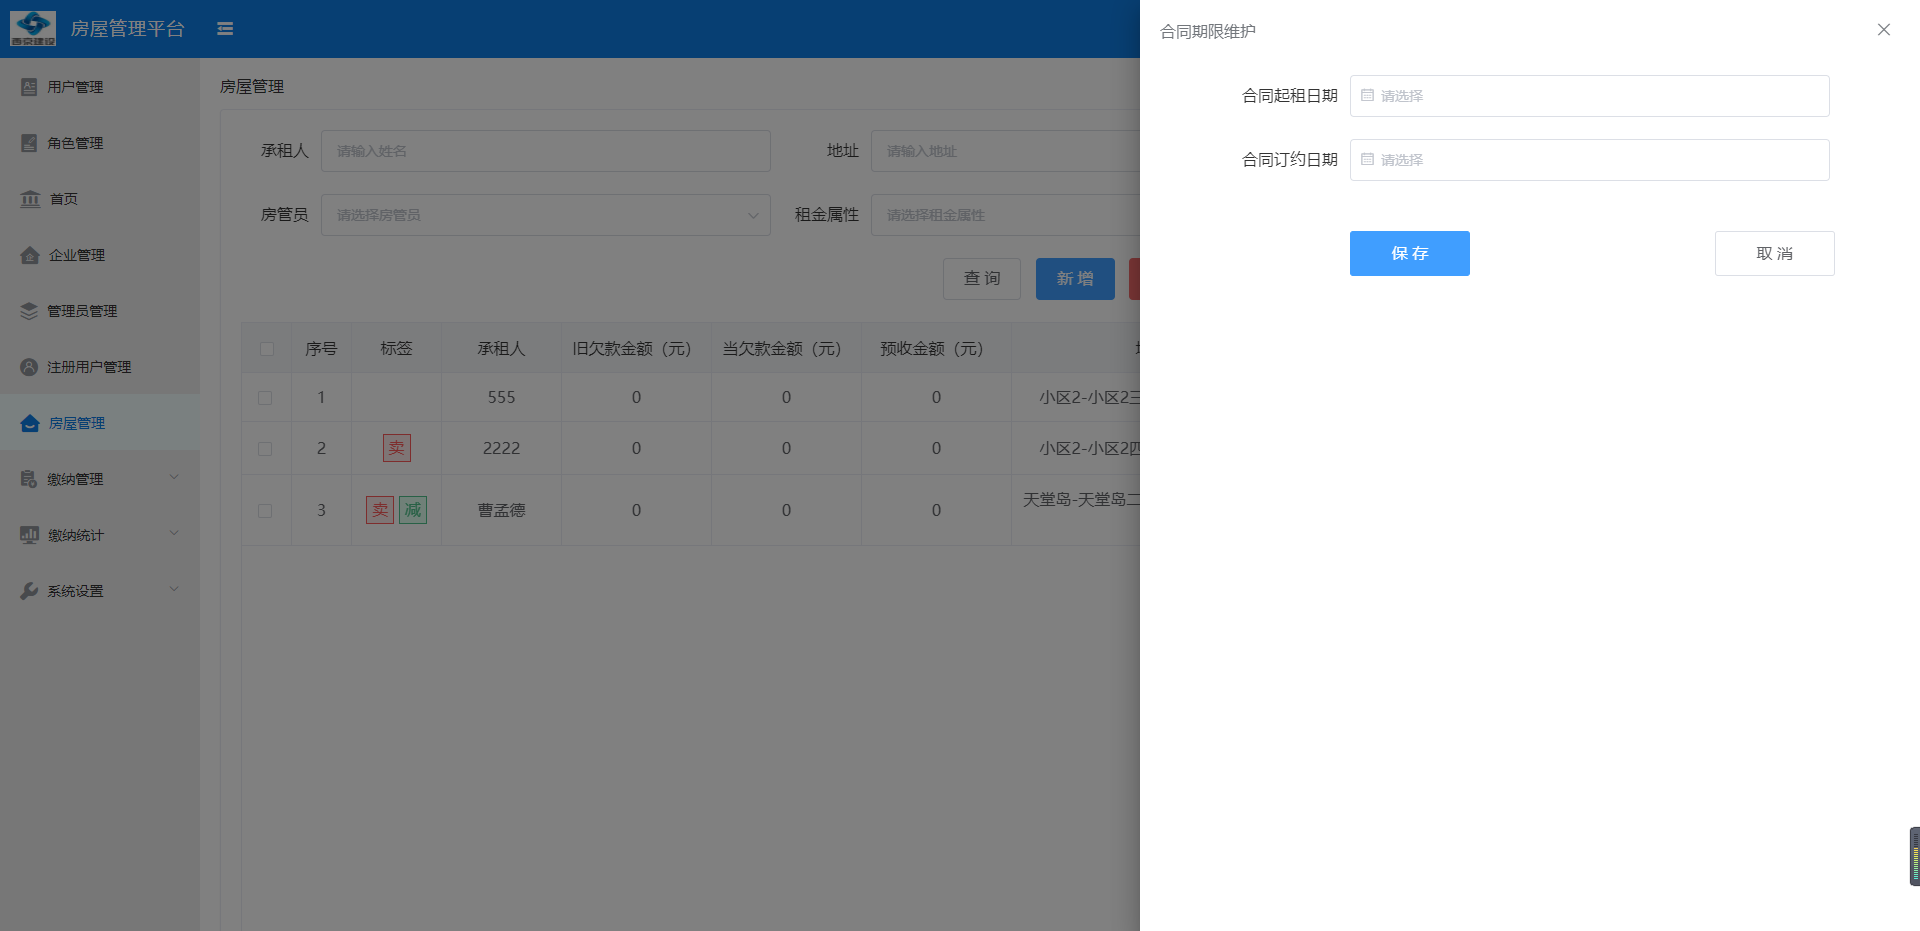 房屋管理平台
合同期限维护
用户管理
角色管理
首页
企业管理
管理员管理
注册用户管理
房屋管理
缴纳管理
缴纳统计
系统设置
房屋管理
承租人 请输入姓名 地址 请输入地址
房管员 请选择房管员 租金属性 请选择租金属性
查询 新增
序号 标签 承租人 旧欠款金额（元） 当欠款金额（元） 预收金额（元）
1 555 0 0 0 小区2-小区2三
2 卖 2222 0 0 0 小区2-小区2四
3 卖 减 曹孟德 0 0 0 天堂岛-天堂岛二
合同起租日期 请选择
合同订约日期 请选择
保存 取消